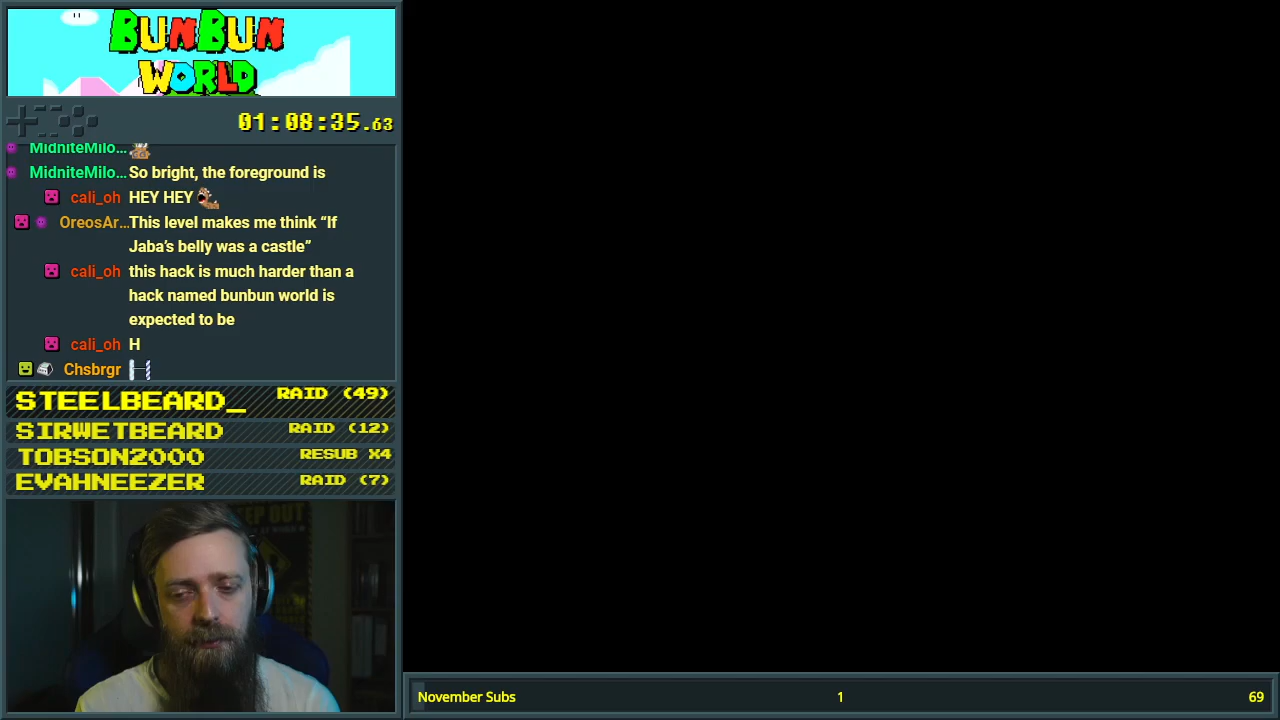 BUNBUN
WORLD
01:08:35.63
MidniteMilo...
MidniteMilo... So bright, the foreground is
cali_oh HEY HEY
OreosAr... This level makes me think “If
Jaba’s belly was a castle”
cali_oh this hack is much harder than a
hack named bunbun world is
expected to be
cali_oh H
Chsbrgr
STEELBEARD_ RAID (49)
SIRWETBEARD RAID (12)
TOBSON2000 RESUB X4
EVAHNEEZER RAID (7)
EEP OUT
November Subs 1 69